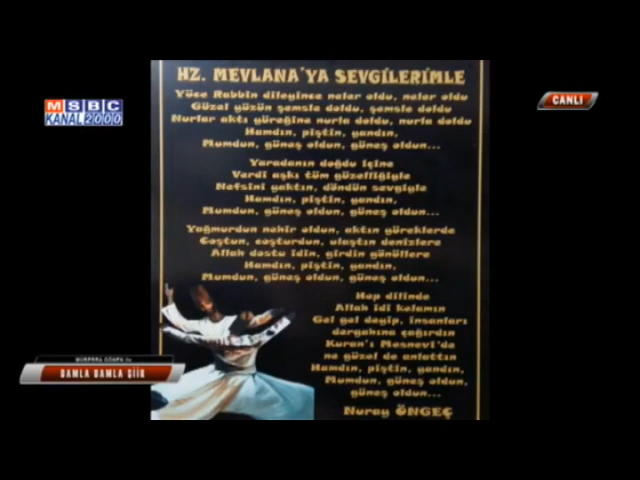 HZ. MEVLANA'YA SEVGİLERİMLE
MSBC
KANAL 2000
CANLI
Yüce Rabbin dileyince neler oldu, neler oldu
Güzel yüzün şemsle doldu, şemsle doldu
Nurlar aktı yüreğine nurla doldu, nurla doldu
Hamdın, piştin, yandın,
Mumdun, güneş oldun, güneş oldun...
Yaradanın doğdu içine
Verdi aşkı tüm güzelliğiyle
Nefsini yaktın, döndün sevgiyle
Hamdın, piştin, yandın,
Mumdun, güneş oldun, güneş oldun...
Yağmurdun nehir oldun, aktın yüreklerde
Coştun, coşturdun, ulaştın denizlere
Allah dostu idin, girdin gönüllere
Hamdın, piştin, yandın,
Mumdun, güneş oldun, güneş oldun...
Hep dilinde
Allah idi kelamın
Gel gel deyip, insanları
dergahına çağırdın
Kuran'ı Mesnevi'de
ne güzel de anlattın
Hamdın, piştin, yandın,
Mumdun, güneş oldun,
güneş oldun...
Nuray ÖNGEÇ
DAMLA DAMLA ŞİİR